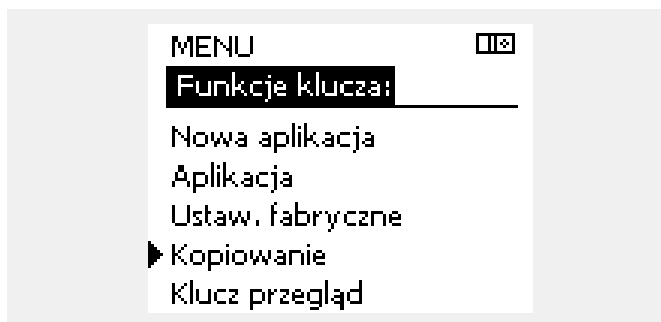 MENU
Funkcje klucza:
Nowa aplikacja
Aplikacja
Ustaw. fabryczne
Kopiowanie
Klucz przegląd